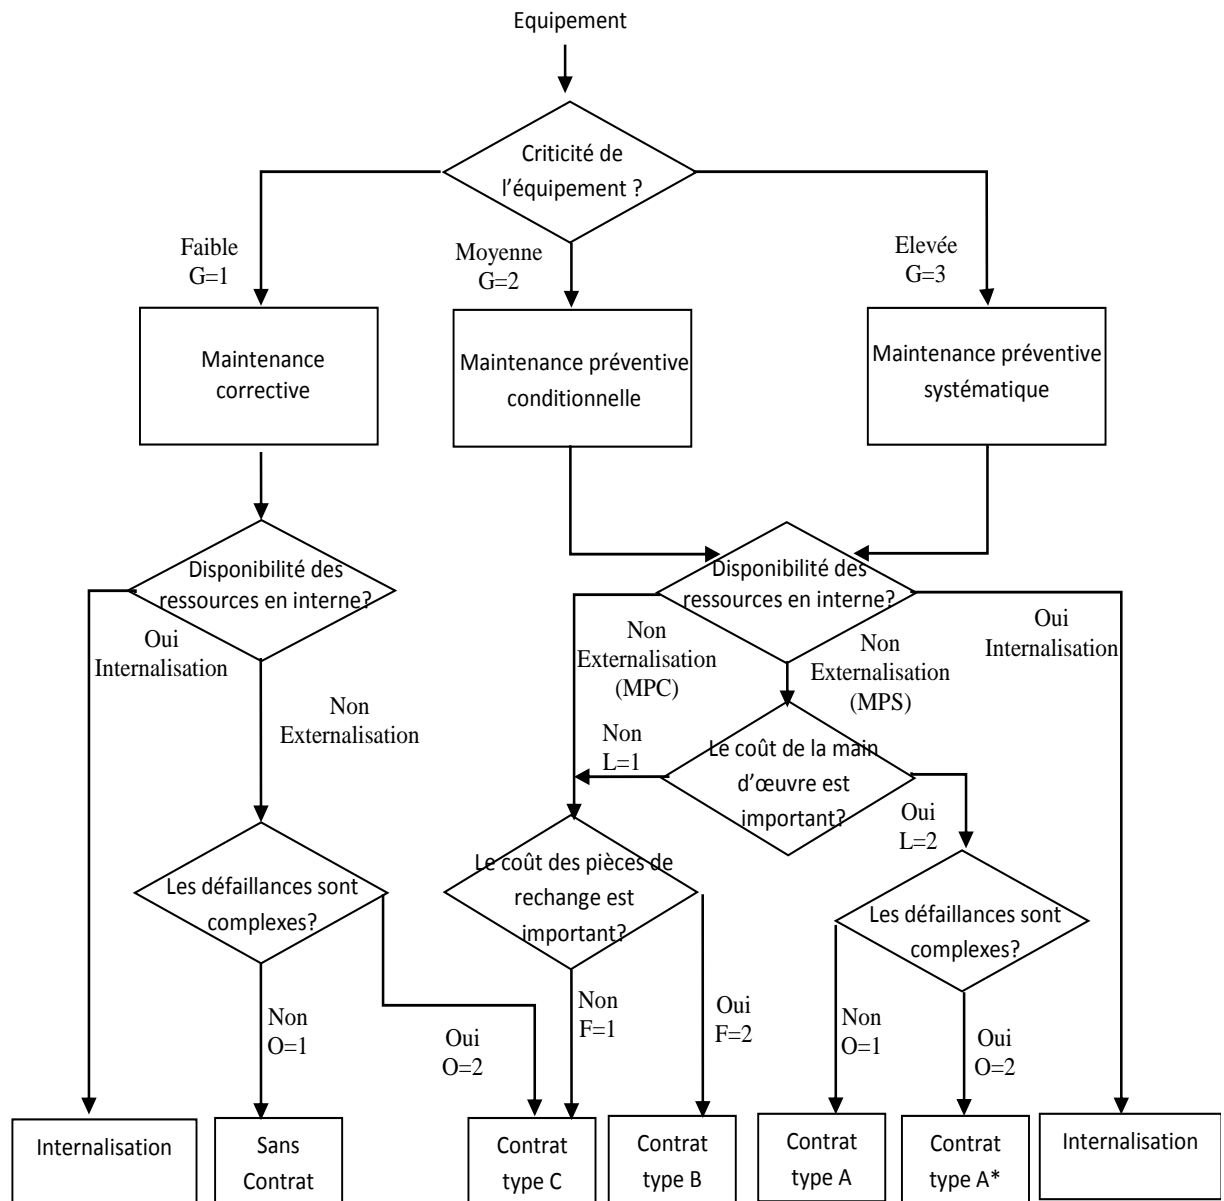 Equipement
Criticité de
l'équipement ?
Faible
G=1
Moyenne
G=2
Elevée
G=3
Maintenance
corrective
Maintenance préventive
conditionnelle
Maintenance préventive
systématique
Disponibilité des
ressources en interne?
Disponibilité des
ressources en interne?
Oui
Internalisation
Non
Externalisation
(MPC)
Non
Externalisation
(MPS)
Oui
Internalisation
Non
Externalisation
Non
L=1
Le coût de la main
d'œuvre est
important?
Oui
L=2
Les défaillances sont
complexes?
Le coût des pièces de
rechange est
important?
Les défaillances sont
complexes?
Non
O=1
Oui
O=2
Non
F=1
Oui
F=2
Non
O=1
Oui
O=2
Internalisation
Sans
Contrat
Contrat
type C
Contrat
type B
Contrat
type A
Contrat
type A*
Internalisation